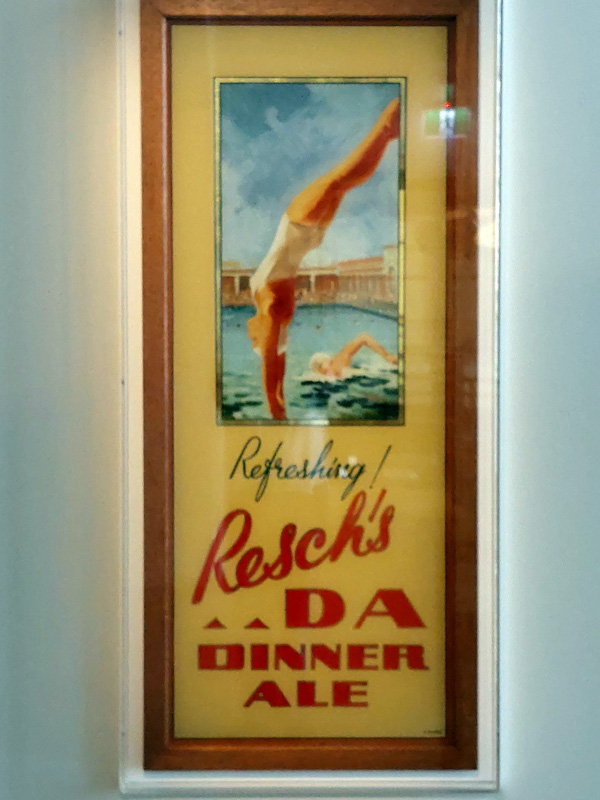 Refreshing!
Resch's
..DA
DINNER
ALE